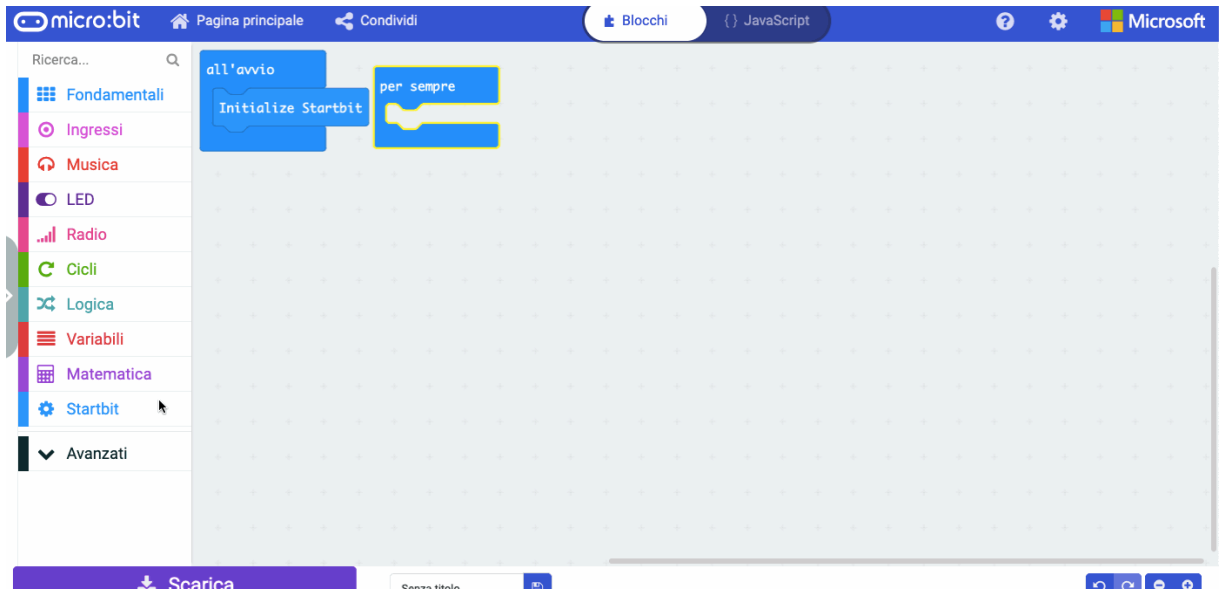 micro:bit Pagina principale Condividi Blocchi {} JavaScript ? Microsoft
Ricerca...
Fondamentali
Ingressi
Musica
LED
Radio
Cicli
Logica
Variabili
Matematica
Startbit
Avanzati
all'avvio
Initialize Startbit
per sempre
Scarica
Senza titolo